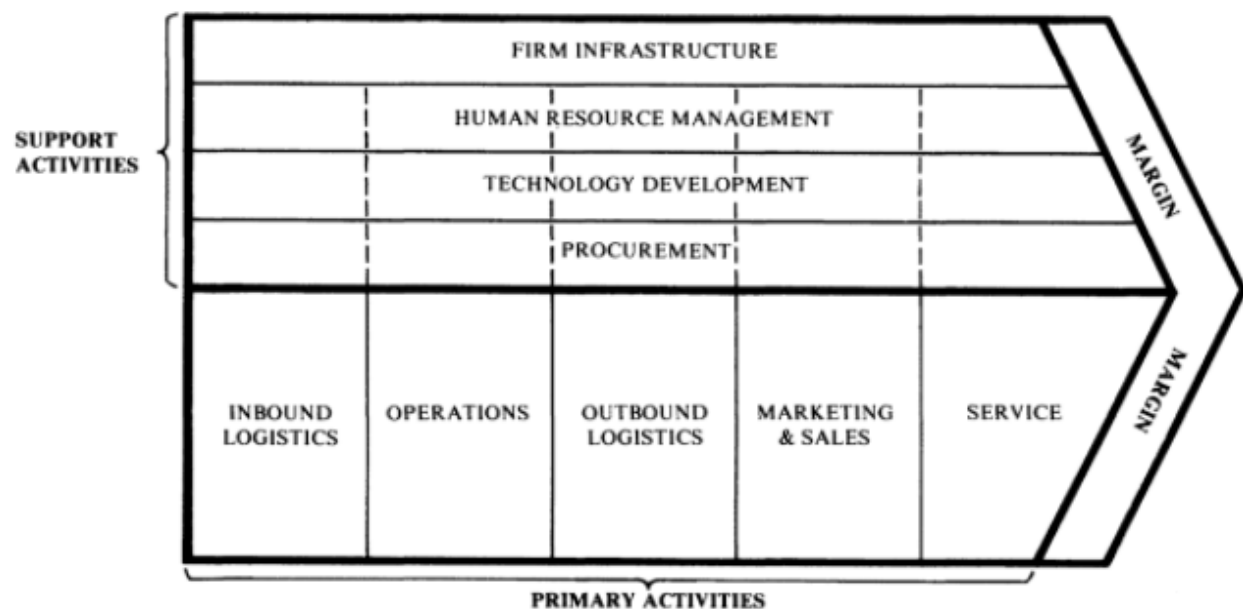 FIRM INFRASTRUCTURE
HUMAN RESOURCE MANAGEMENT
SUPPORT
ACTIVITIES
TECHNOLOGY DEVELOPMENT
PROCUREMENT
MARGIN
MARGIN
INBOUND
LOGISTICS
OPERATIONS
OUTBOUND
LOGISTICS
MARKETING
& SALES
SERVICE
PRIMARY ACTIVITIES